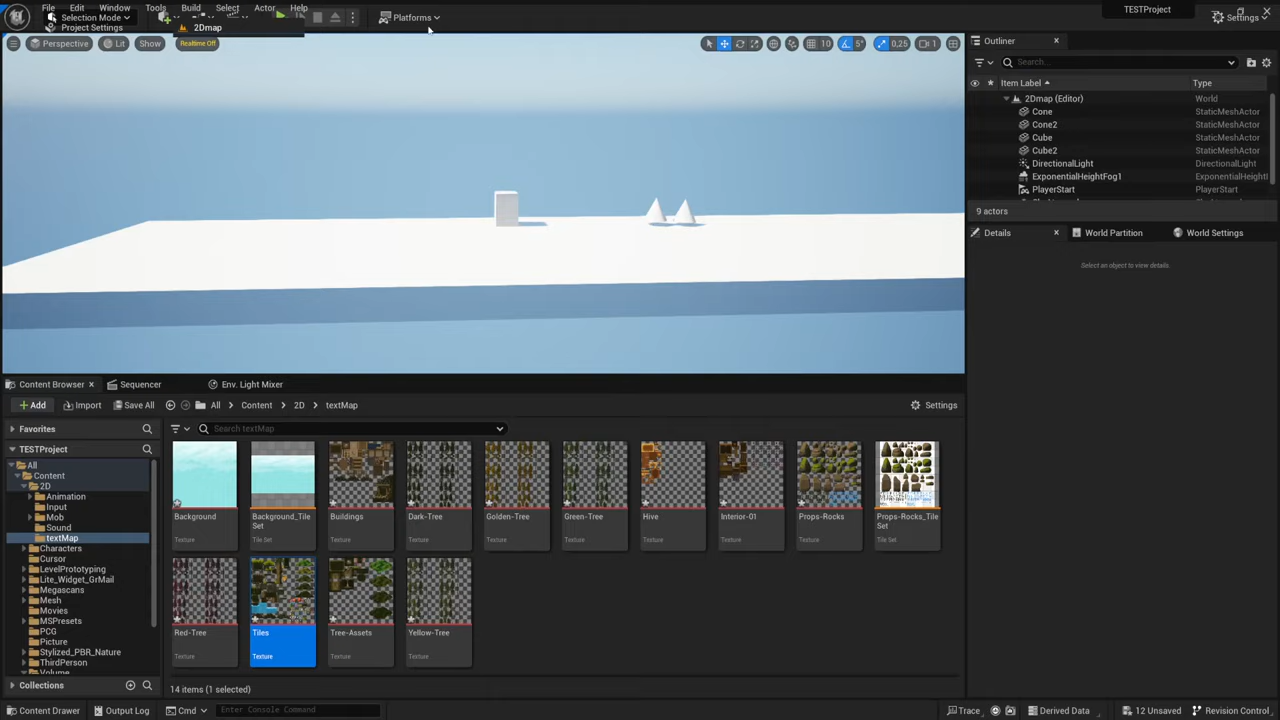 File Edit Window Tools Build Select Actor Help
TESTProject
Selection Mode
Platforms
Settings
Project Settings
2Dmap
Perspective Lit Show Realtime Off
10 5° 0,25 1
Outliner
Search...
Item Label Type
2Dmap (Editor) World
Cone StaticMeshActor
Cone2 StaticMeshActor
Cube StaticMeshActor
Cube2 StaticMeshActor
DirectionalLight DirectionalLight
ExponentialHeightFog1 ExponentialHeightF
PlayerStart PlayerStart
9 actors
Details World Partition World Settings
Select an object to view details.
Content Browser Sequencer Env. Light Mixer
Add Import Save All All Content 2D textMap Settings
Favorites
Search textMap
TESTProject
All
Content
2D
Animation
Input
Mob
Sound
textMap
Characters
Cursor
LevelPrototyping
Lite_Widget_GrMail
Megascans
Mesh
Movies
MSPresets
PCG
Picture
Stylized_PBR_Nature
ThirdPerson
Volume
Collections
Background
Texture
Background_Tile
Set
Tile Set
Buildings
Texture
Dark-Tree
Texture
Golden-Tree
Texture
Green-Tree
Texture
Hive
Texture
Interior-01
Texture
Props-Rocks
Texture
Props-Rocks_Tile
Set
Tile Set
Red-Tree
Texture
Tiles
Texture
Tree-Assets
Texture
Yellow-Tree
Texture
14 items (1 selected)
Content Drawer Output Log Cmd Enter Console Command
Trace Derived Data 12 Unsaved Revision Control